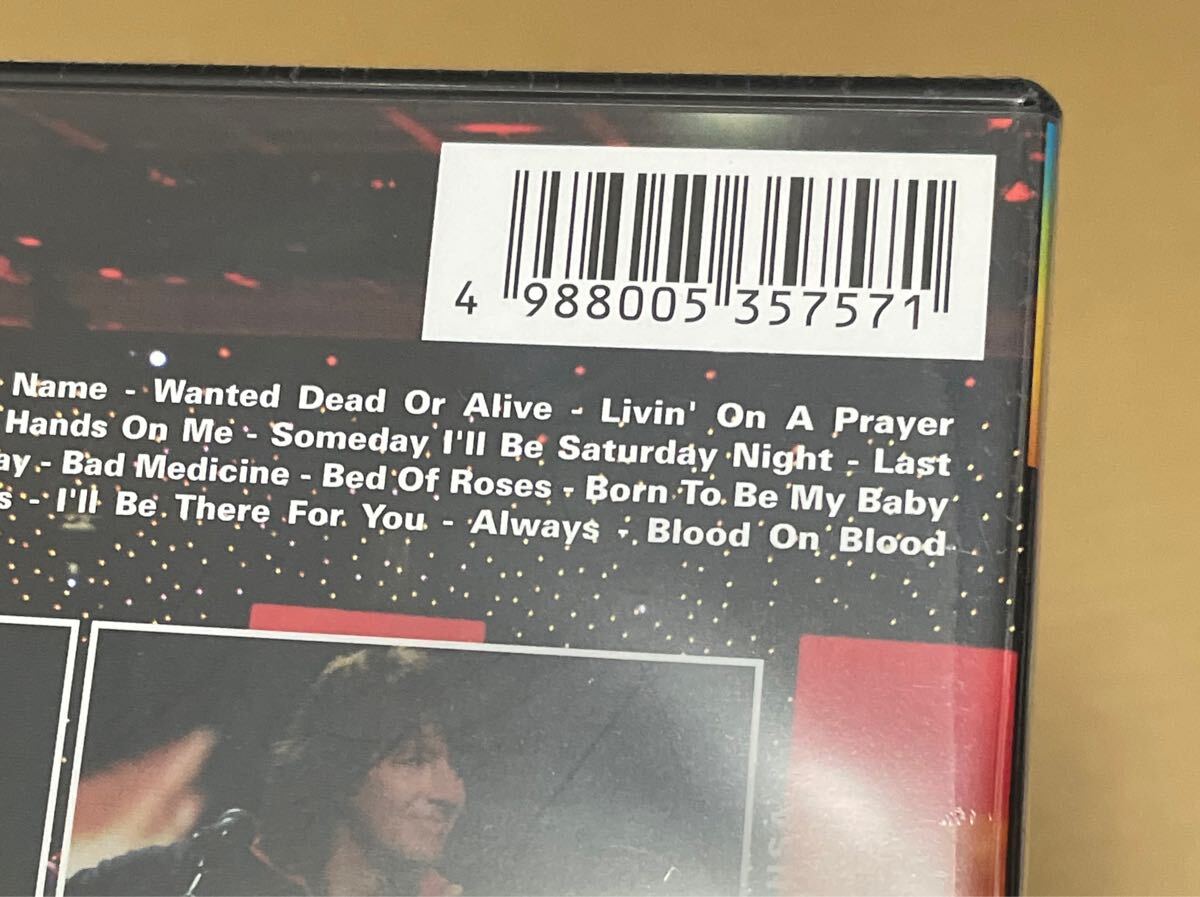 4 988005 357571
Name - Wanted Dead Or Alive - Livin' On A Prayer
Hands On Me - Someday I'll Be Saturday Night - Last
ay - Bad Medicine - Bed Of Roses - Born To Be My Baby
s - I'll Be There For You - Always - Blood On Blood